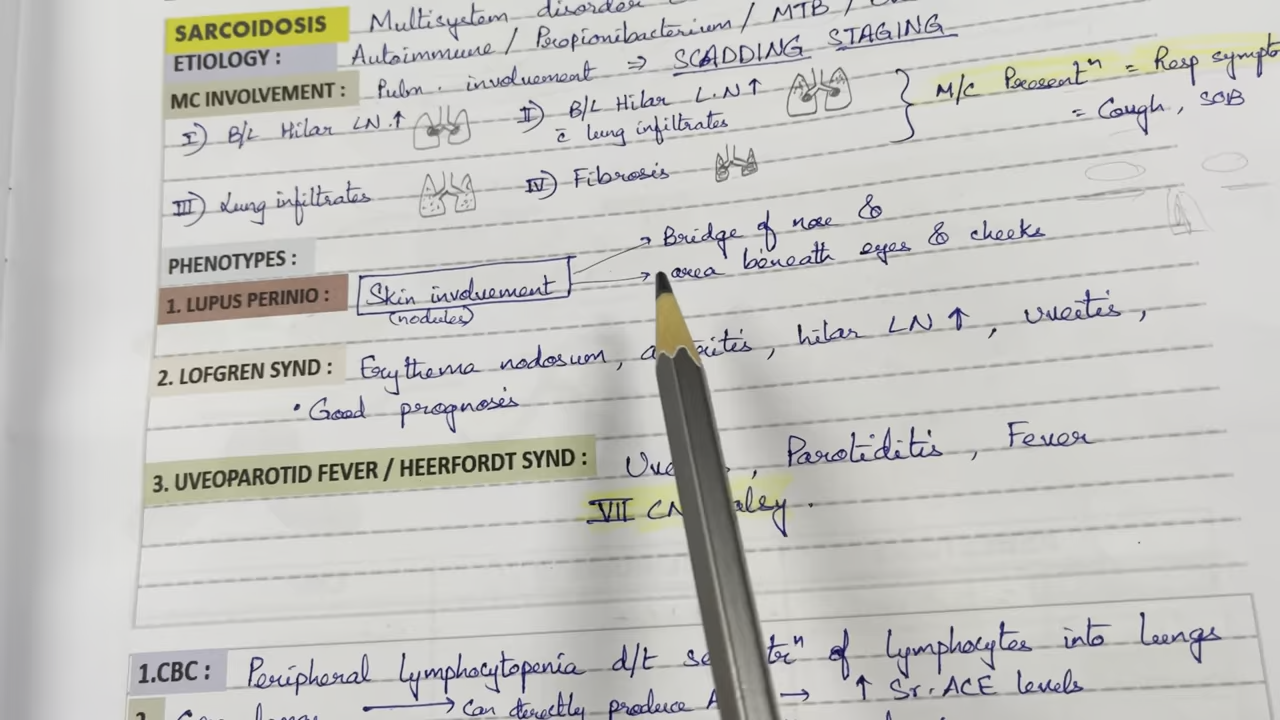 SARCOIDOSIS Multisystem disorder
ETIOLOGY : Autoimmune / Propionibacterium / MTB /
MC INVOLVEMENT : Pulm. involvement ⇒ SCADDING STAGING
I) B/L Hilar LN ↑ II) B/L Hilar L.N ↑
c̄ lung infiltrates
} M/C Presentⁿ = Resp sympto
= Cough, SOB
III) Lung infiltrates IV) Fibrosis
PHENOTYPES :
1. LUPUS PERINIO : Skin involvement → Bridge of nose &
(nodules) → area beneath eyes & cheeks
2. LOFGREN SYND : Erythema nodosum, hilar LN ↑, uveitis,
• Good prognosis
3. UVEOPAROTID FEVER / HEERFORDT SYND : Parotiditis, Fever
VII CN
1.CBC : Peripheral lymphocytopenia d/t of lymphocytes into lungs
→ Can directly produce → ↑ Sr. ACE levels